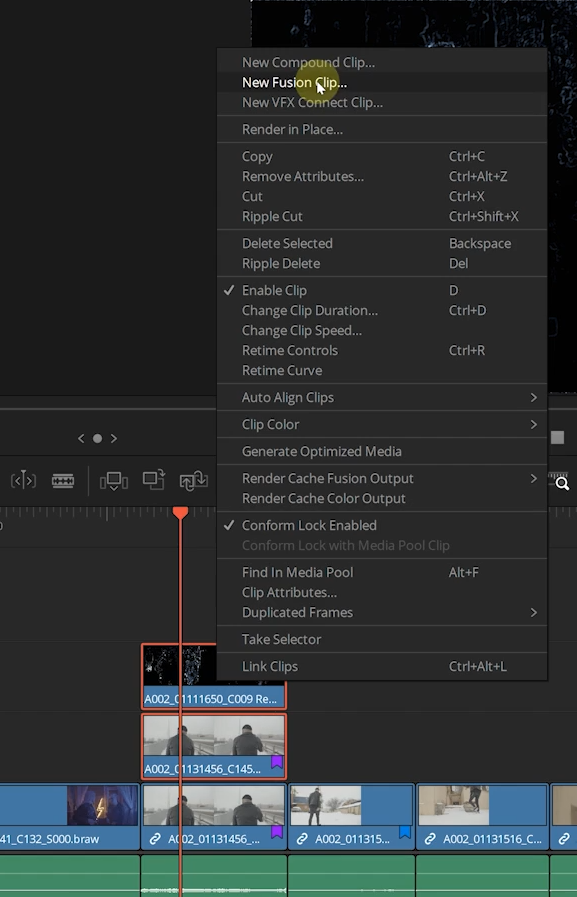 New Compound Clip...
New Fusion Clip...
New VFX Connect Clip...
Render in Place...
Copy Ctrl+C
Remove Attributes... Ctrl+Alt+Z
Cut Ctrl+X
Ripple Cut Ctrl+Shift+X
Delete Selected Backspace
Ripple Delete Del
Enable Clip D
Change Clip Duration... Ctrl+D
Change Clip Speed...
Retime Controls Ctrl+R
Retime Curve
Auto Align Clips
Clip Color
Generate Optimized Media
Render Cache Fusion Output
Render Cache Color Output
Conform Lock Enabled
Conform Lock with Media Pool Clip
Find In Media Pool Alt+F
Clip Attributes...
Duplicated Frames
Take Selector
Link Clips Ctrl+Alt+L
A002_01111650_C009 Re...
A002_01131456_C145...
41_C132_S000.braw A002_01131456_... A002_011315... A002_01131516_C...